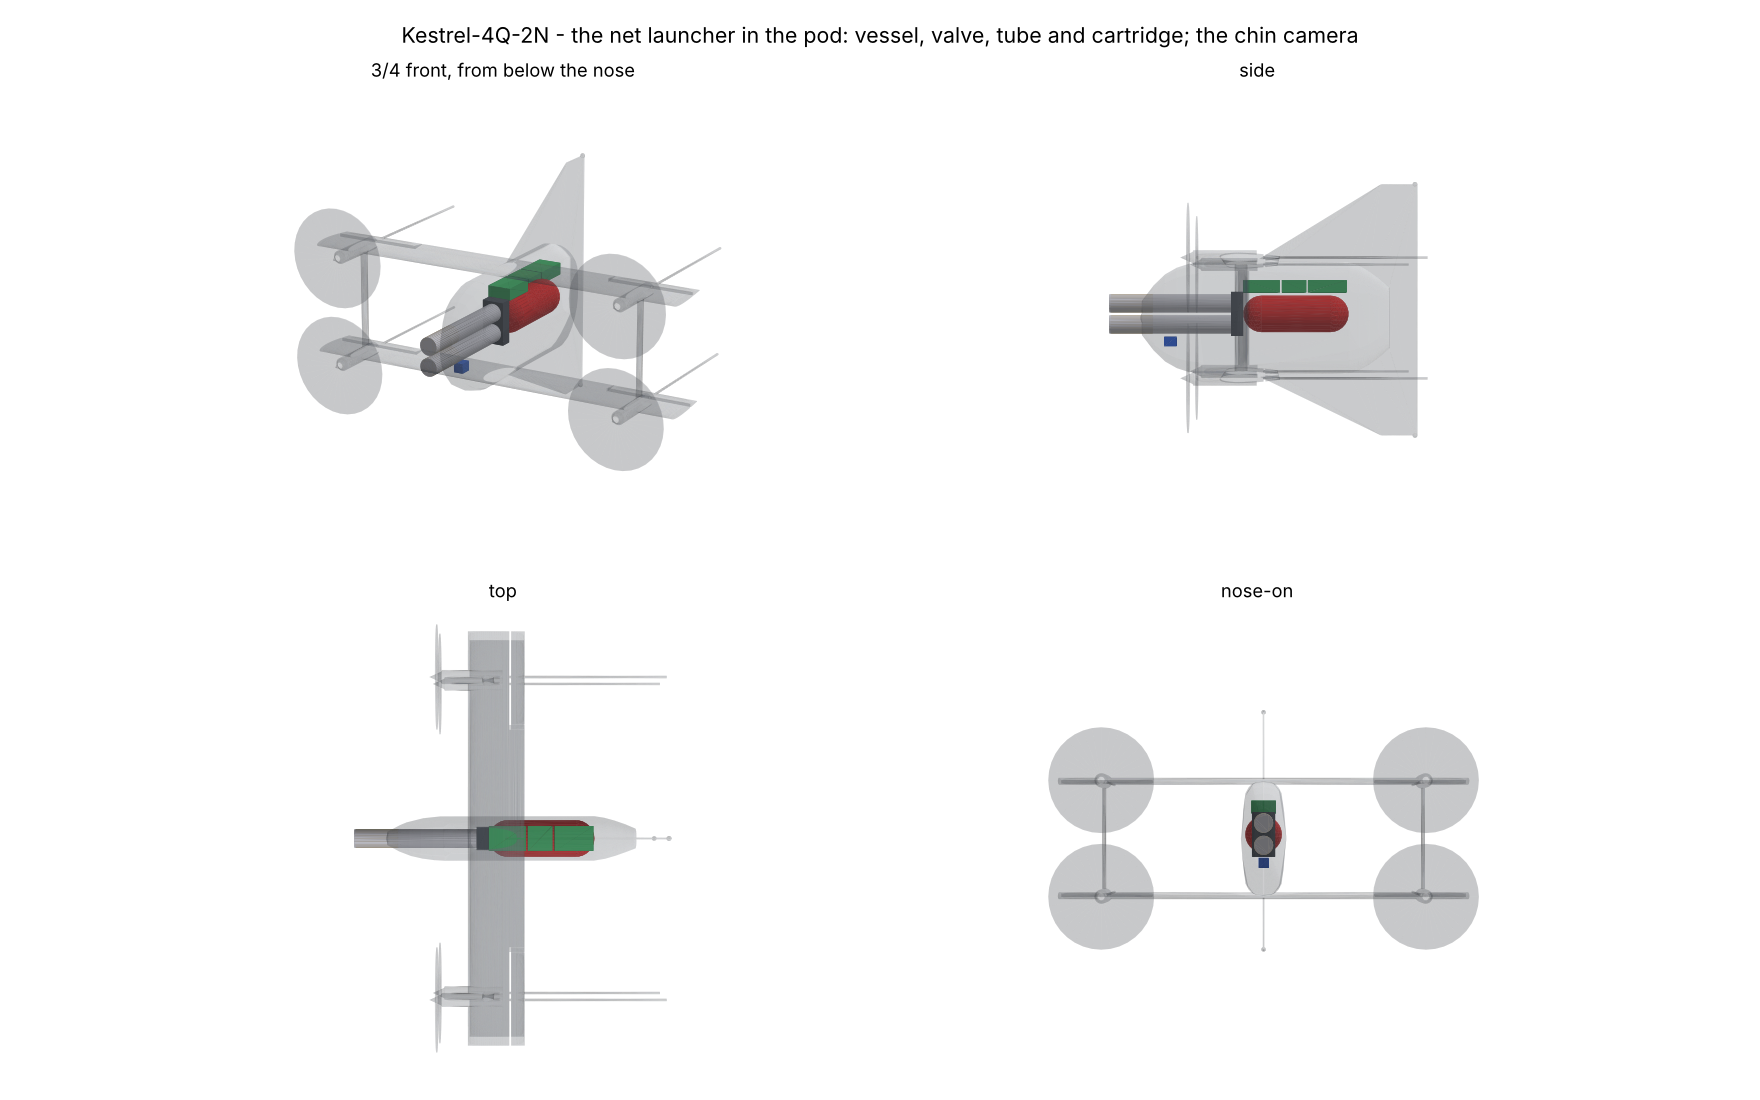 Kestrel-4Q-2N - the net launcher in the pod: vessel, valve, tube and cartridge; the chin camera
3/4 front, from below the nose
side
top
nose-on